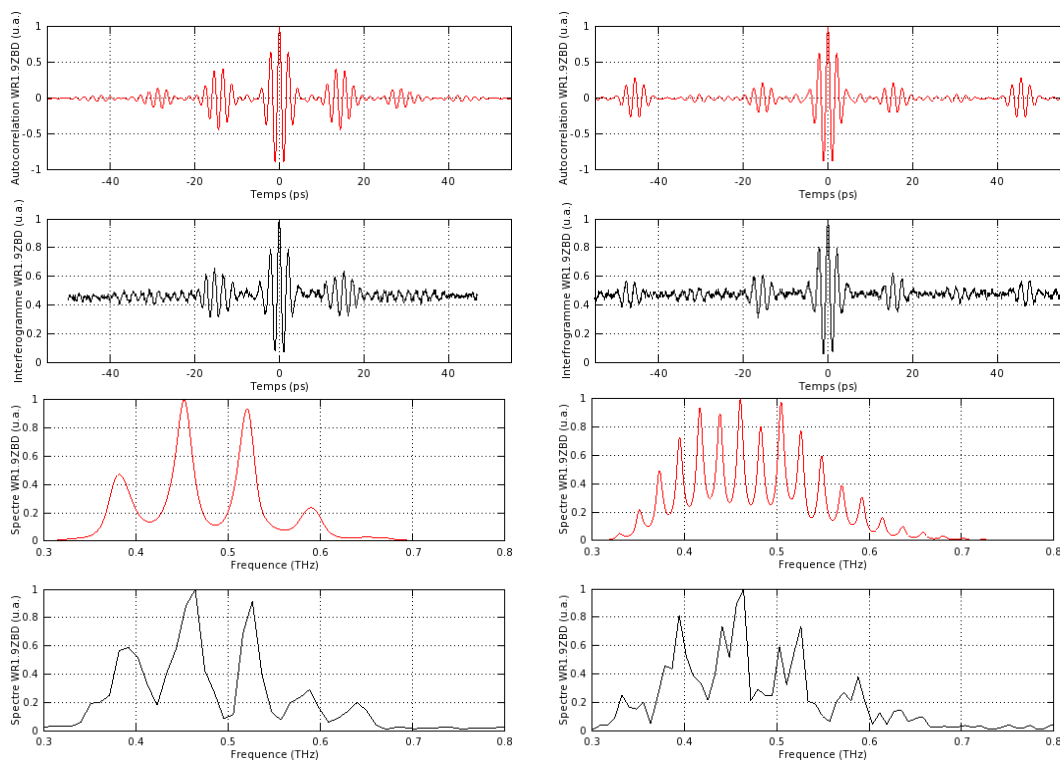 Autocorrelation WR1.9ZBD (u.a.)
1
0.5
0
-0.5
-1
-40 -20 0 20 40
Temps (ps)
Autocorrelation WR1.9ZBD (u.a.)
1
0.5
0
-0.5
-1
-40 -20 0 20 40
Temps (ps)
Interferogramme WR1.9ZBD (u.a.)
1
0.8
0.6
0.4
0.2
0
-40 -20 0 20 40
Temps (ps)
Interfrogramme WR1.9ZBD (u.a.)
1
0.8
0.6
0.4
0.2
0
-40 -20 0 20 40
Temps (ps)
Spectre WR1.9ZBD (u.a.)
1
0.8
0.6
0.4
0.2
0
0.3 0.4 0.5 0.6 0.7 0.8
Frequence (THz)
Spectre WR1.9ZBD (u.a.)
1
0.8
0.6
0.4
0.2
0
0.3 0.4 0.5 0.6 0.7 0.8
Frequence (THz)
Spectre WR1.9ZBD (u.a.)
1
0.8
0.6
0.4
0.2
0
0.3 0.4 0.5 0.6 0.7 0.8
Frequence (THz)
Spectre WR1.9ZBD (u.a.)
1
0.8
0.6
0.4
0.2
0
0.3 0.4 0.5 0.6 0.7 0.8
Frequence (THz)